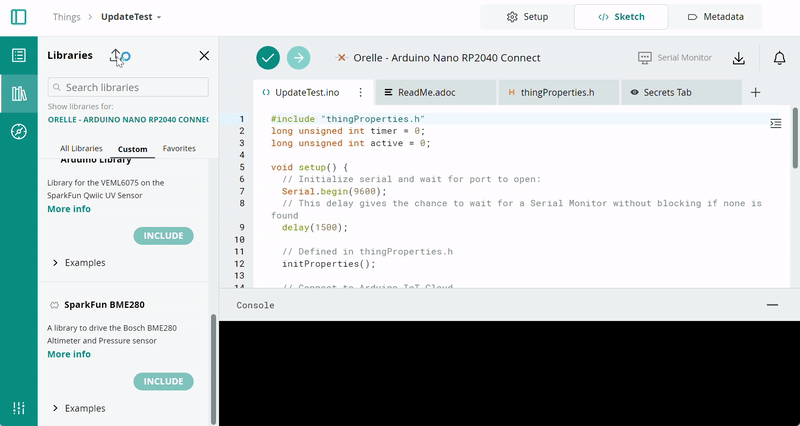 Things
UpdateTest
Setup
Sketch
Metadata
Libraries
Search libraries
Show libraries for:
ORELLE - ARDUINO NANO RP2040 CONNEC
All Libraries
Custom
Favorites
Arduino Library
Library for the VEML6075 on the
SparkFun Qwiic UV Sensor
More info
INCLUDE
Examples
SparkFun BME280
A library to drive the Bosch BME280
Altimeter and Pressure sensor
More info
INCLUDE
Examples
Orelle - Arduino Nano RP2040 Connect
Serial Monitor
UpdateTest.ino
ReadMe.adoc
H thingProperties.h
Secrets Tab
1 #include "thingProperties.h"
2 long unsigned int timer = 0;
3 long unsigned int active = 0;
4
5 void setup() {
6 // Initialize serial and wait for port to open:
7 Serial.begin(9600);
8 // This delay gives the chance to wait for a Serial Monitor without blocking if none is
found
9 delay(1500);
10
11 // Defined in thingProperties.h
12 initProperties();
13
14 // Connect to Arduino IoT Cloud
Console